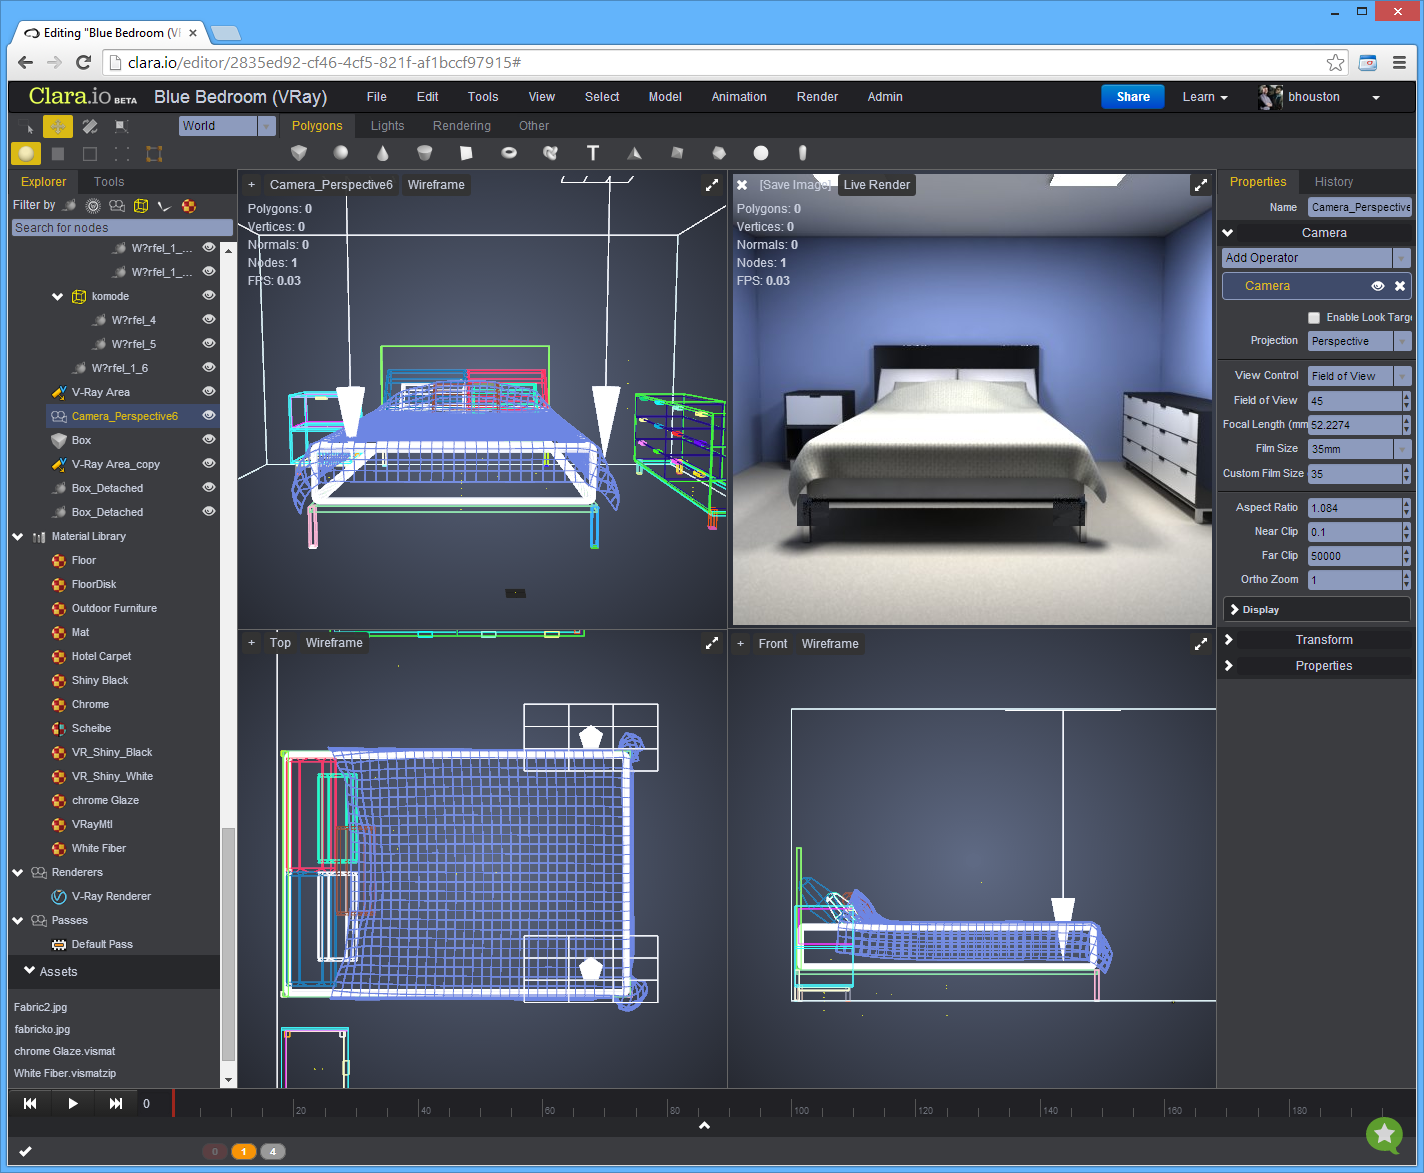 Editing "Blue Bedroom (VR
clara.io/editor/2835ed92-cf46-4cf5-821f-af1bccf97915#
Clara.io BETA
Blue Bedroom (VRay)
File Edit Tools View Select Model Animation Render Admin
Share
Learn
bhouston
World
Polygons Lights Rendering Other
Explorer Tools
Filter by
Search for nodes
W?rfel_1_...
W?rfel_1_...
komode
W?rfel_4
W?rfel_5
W?rfel_1_6
V-Ray Area
Camera_Perspective6
Box
V-Ray Area_copy
Box_Detached
Box_Detached
Material Library
Floor
FloorDisk
Outdoor Furniture
Mat
Hotel Carpet
Shiny Black
Chrome
Scheibe
VR_Shiny_Black
VR_Shiny_White
chrome Glaze
VRayMtl
White Fiber
Renderers
V-Ray Renderer
Passes
Default Pass
Assets
Fabric2.jpg
fabricko.jpg
chrome Glaze.vismat
White Fiber.vismatzip
+ Camera_Perspective6 Wireframe
Polygons: 0
Vertices: 0
Normals: 0
Nodes: 1
FPS: 0.03
[Save Image] Live Render
Polygons: 0
Vertices: 0
Normals: 0
Nodes: 1
FPS: 0.03
+ Top Wireframe
+ Front Wireframe
Properties History
Name Camera_Perspective
Camera
Add Operator
Camera
Enable Look Targe
Projection Perspective
View Control Field of View
Field of View 45
Focal Length (mm 52.2274
Film Size 35mm
Custom Film Size 35
Aspect Ratio 1.084
Near Clip 0.1
Far Clip 50000
Ortho Zoom 1
Display
Transform
Properties
0
20 40 60 80 100 120 140 160 180
0 1 4